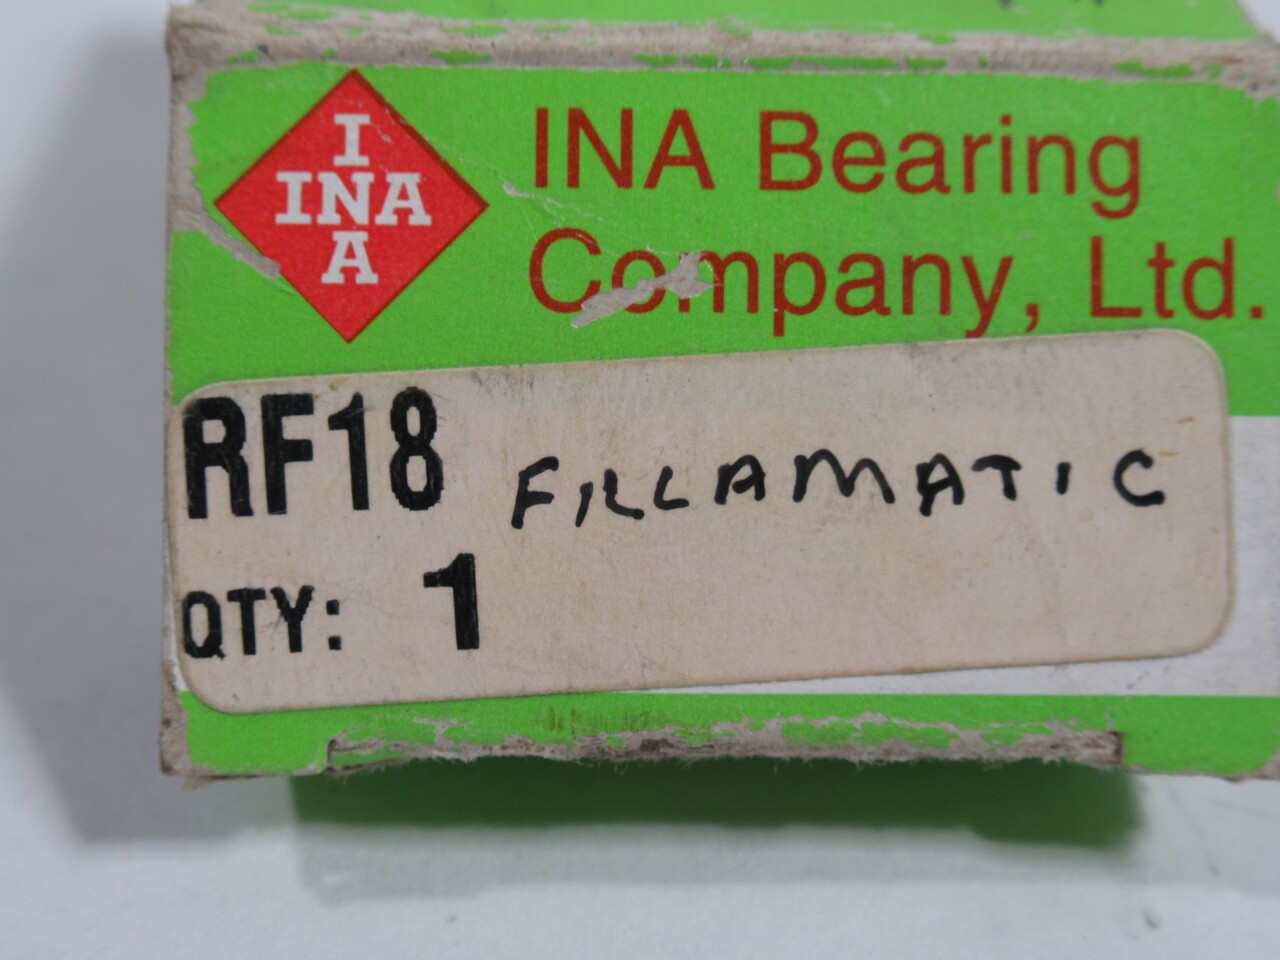 I
INA
A
INA Bearing
Company, Ltd.
RF18 FILLAMATIC
QTY: 1